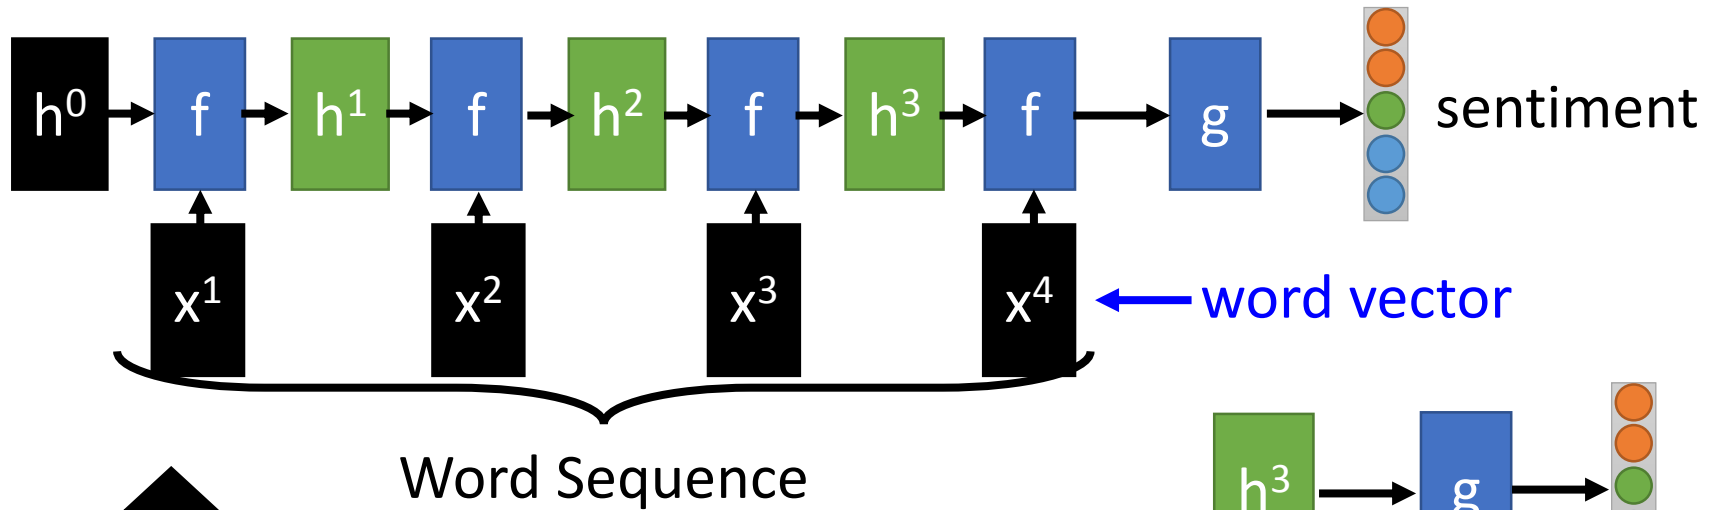 h⁰ f h¹ f h² f h³ f g sentiment
x¹ x² x³ x⁴ word vector
Word Sequence
h³ g